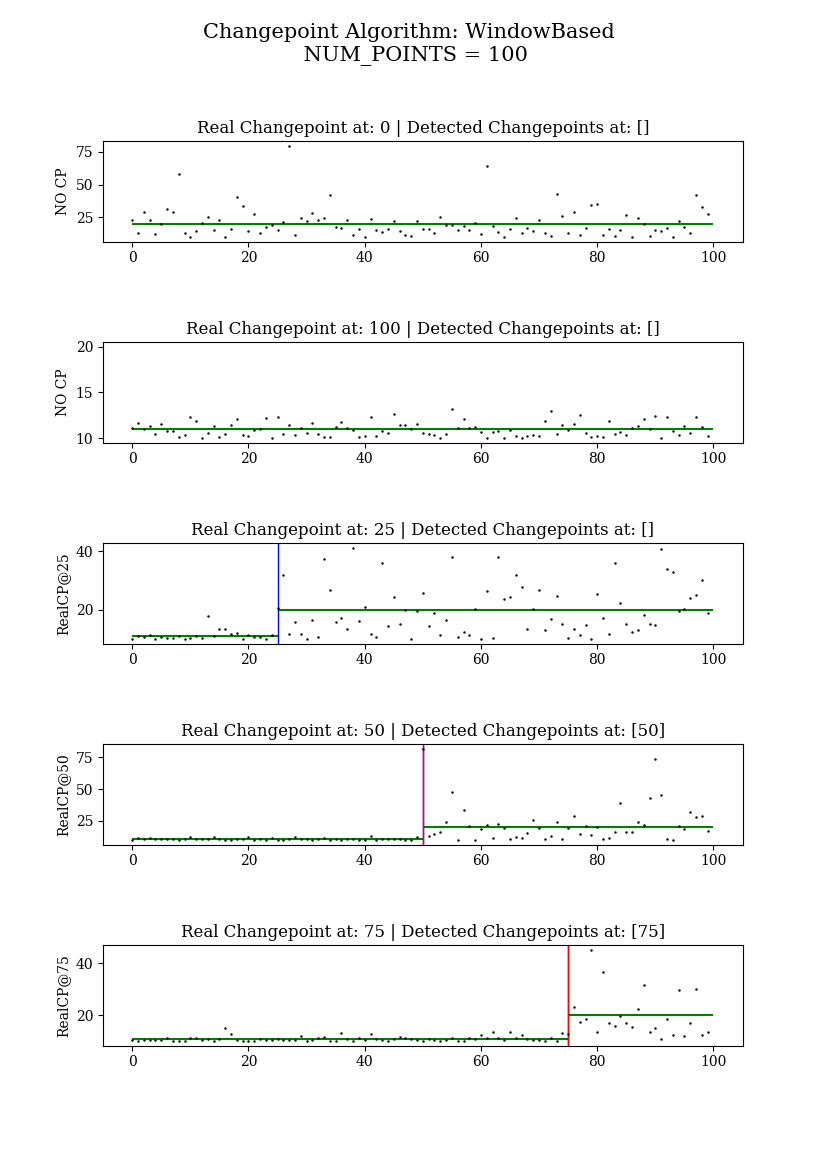 Changepoint Algorithm: WindowBased
NUM_POINTS = 100
Real Changepoint at: 0 | Detected Changepoints at: []
NO CP
75
50
25
0 20 40 60 80 100
Real Changepoint at: 100 | Detected Changepoints at: []
NO CP
20
15
10
0 20 40 60 80 100
Real Changepoint at: 25 | Detected Changepoints at: []
RealCP@25
40
20
0 20 40 60 80 100
Real Changepoint at: 50 | Detected Changepoints at: [50]
RealCP@50
75
50
25
0 20 40 60 80 100
Real Changepoint at: 75 | Detected Changepoints at: [75]
RealCP@75
40
20
0 20 40 60 80 100